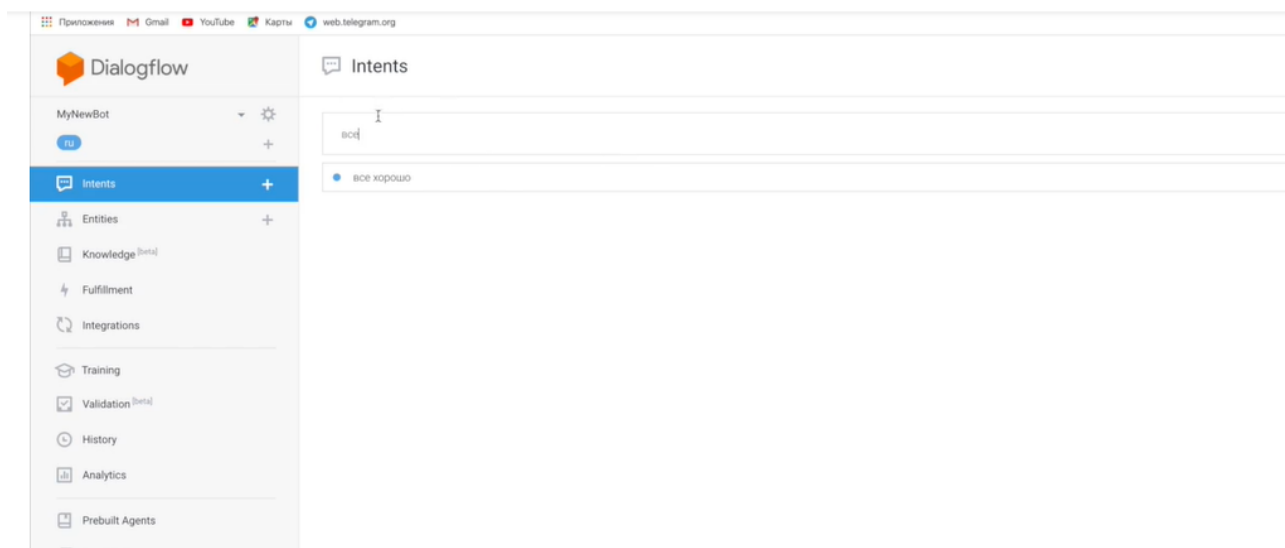 Приложения Gmail YouTube Карты web.telegram.org
Dialogflow
Intents
MyNewBot
все
ru
Intents
все хорошо
Entities
Knowledge [beta]
Fulfillment
Integrations
Training
Validation [beta]
History
Analytics
Prebuilt Agents